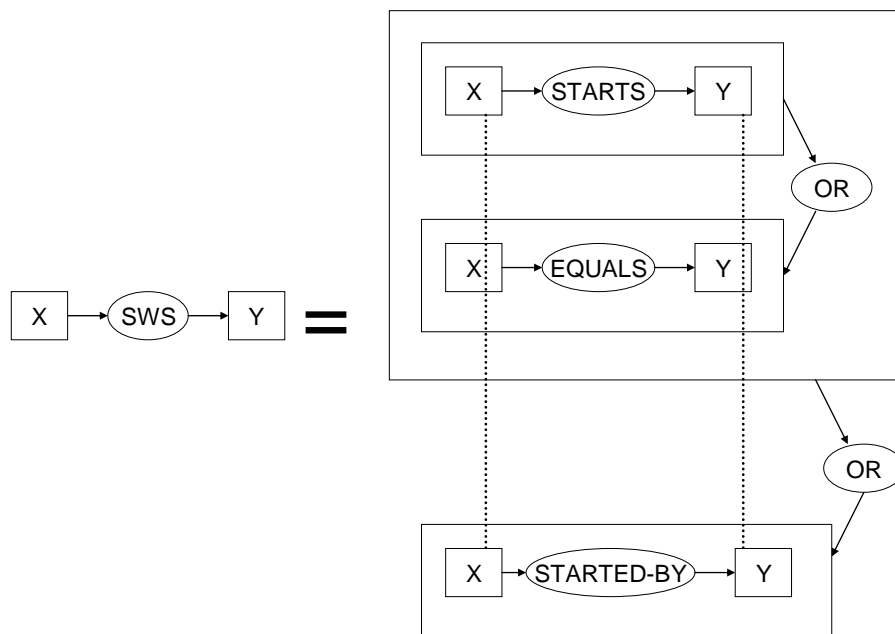 X STARTS Y
OR
X EQUALS Y
X SWS Y =
OR
X STARTED-BY Y